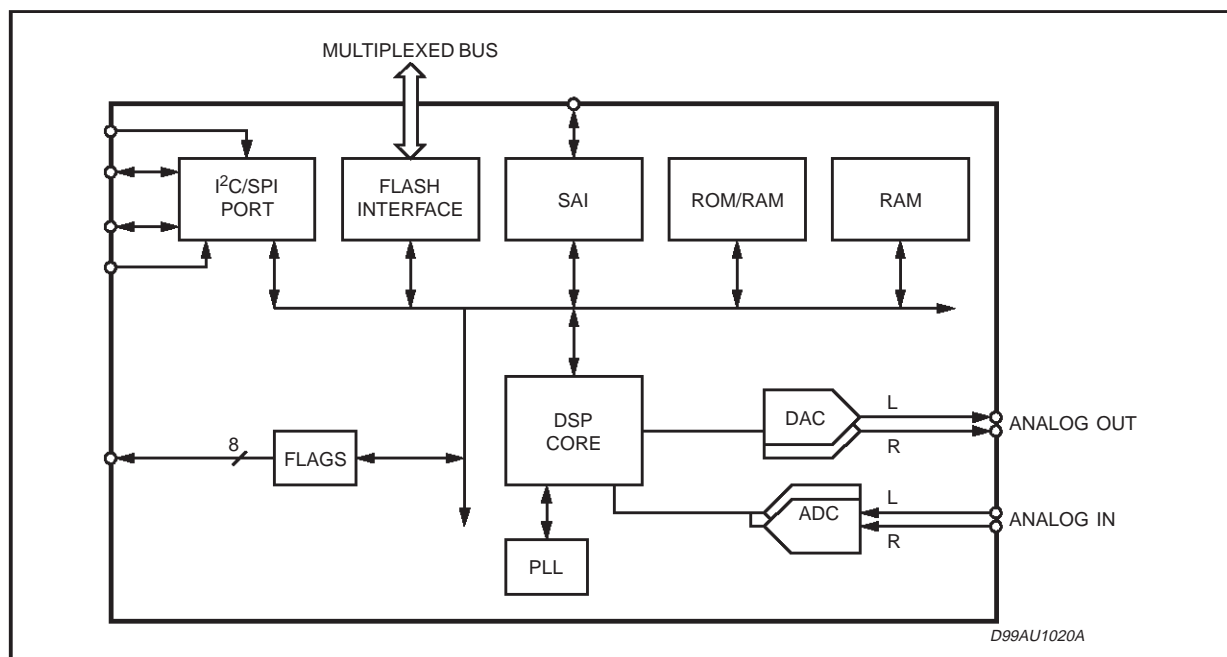 MULTIPLEXED BUS
I²C/SPI
PORT
FLASH
INTERFACE
SAI
ROM/RAM
RAM
DSP
CORE
DAC
L
R
ANALOG OUT
8
FLAGS
ADC
L
R
ANALOG IN
PLL
D99AU1020A